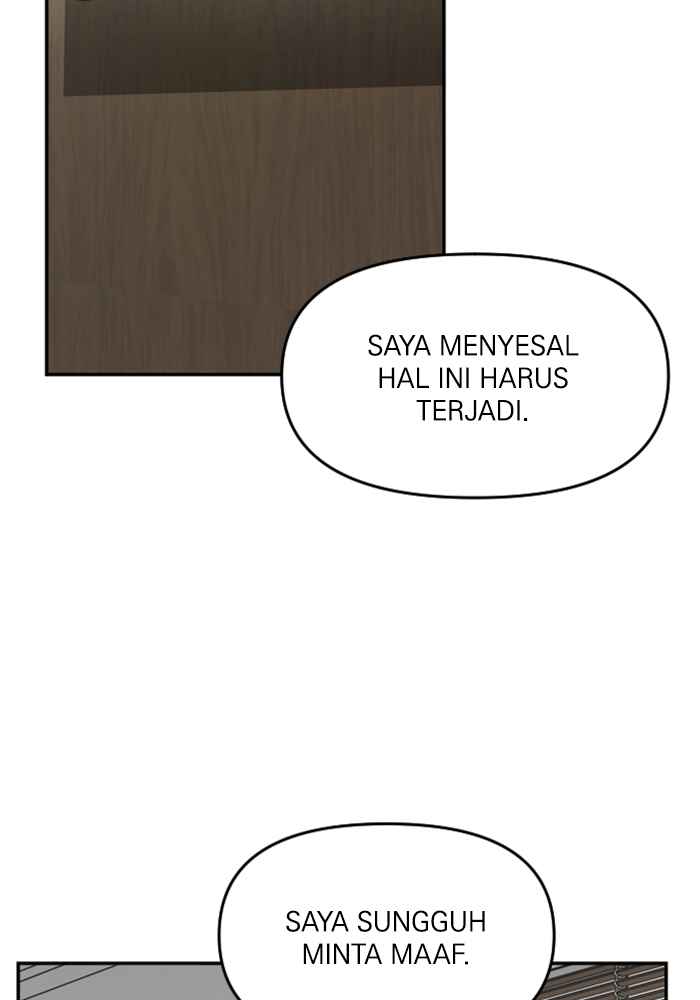 SAYA MENYESAL
HAL INI HARUS
TERJADI.
SAYA SUNGGUH
MINTA MAAF.